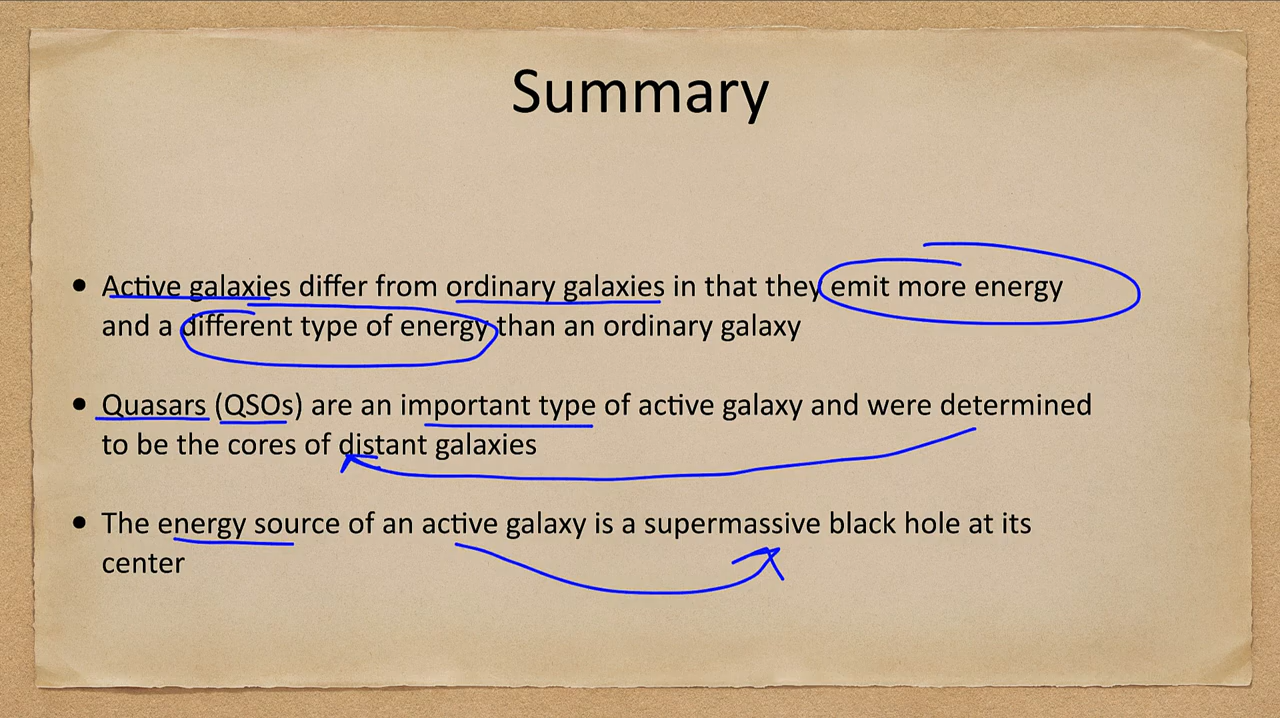 Summary
• Active galaxies differ from ordinary galaxies in that they emit more energy
and a different type of energy than an ordinary galaxy
• Quasars (QSOs) are an important type of active galaxy and were determined
to be the cores of distant galaxies
• The energy source of an active galaxy is a supermassive black hole at its
center